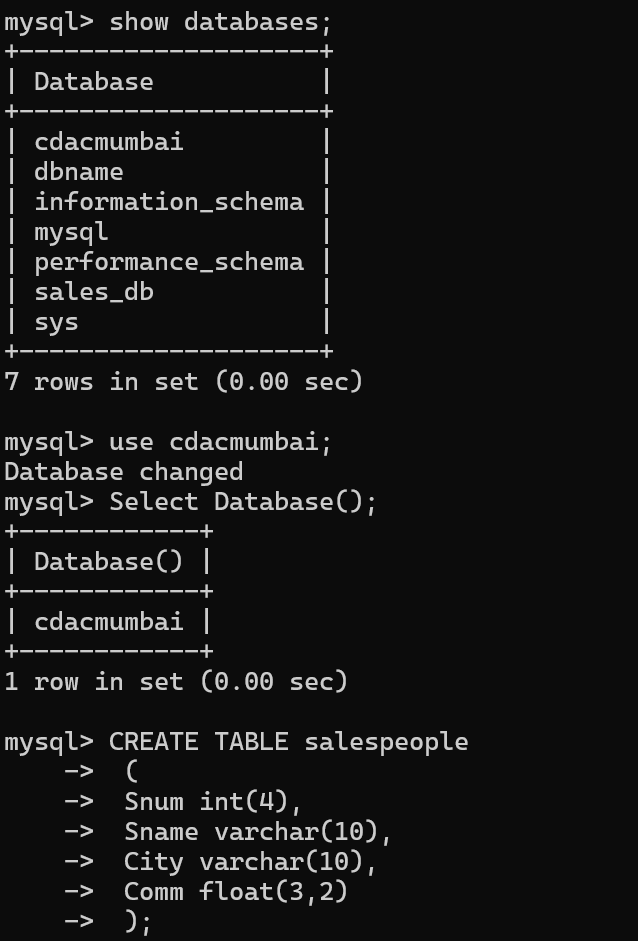 mysql> show databases;
+--------------------+
| Database           |
+--------------------+
| cdacmumbai         |
| dbname             |
| information_schema |
| mysql              |
| performance_schema |
| sales_db           |
| sys                |
+--------------------+
7 rows in set (0.00 sec)

mysql> use cdacmumbai;
Database changed
mysql> Select Database();
+------------+
| Database() |
+------------+
| cdacmumbai |
+------------+
1 row in set (0.00 sec)

mysql> CREATE TABLE salespeople
    ->  (
    ->  Snum int(4),
    ->  Sname varchar(10),
    ->  City varchar(10),
    ->  Comm float(3,2)
    ->  );